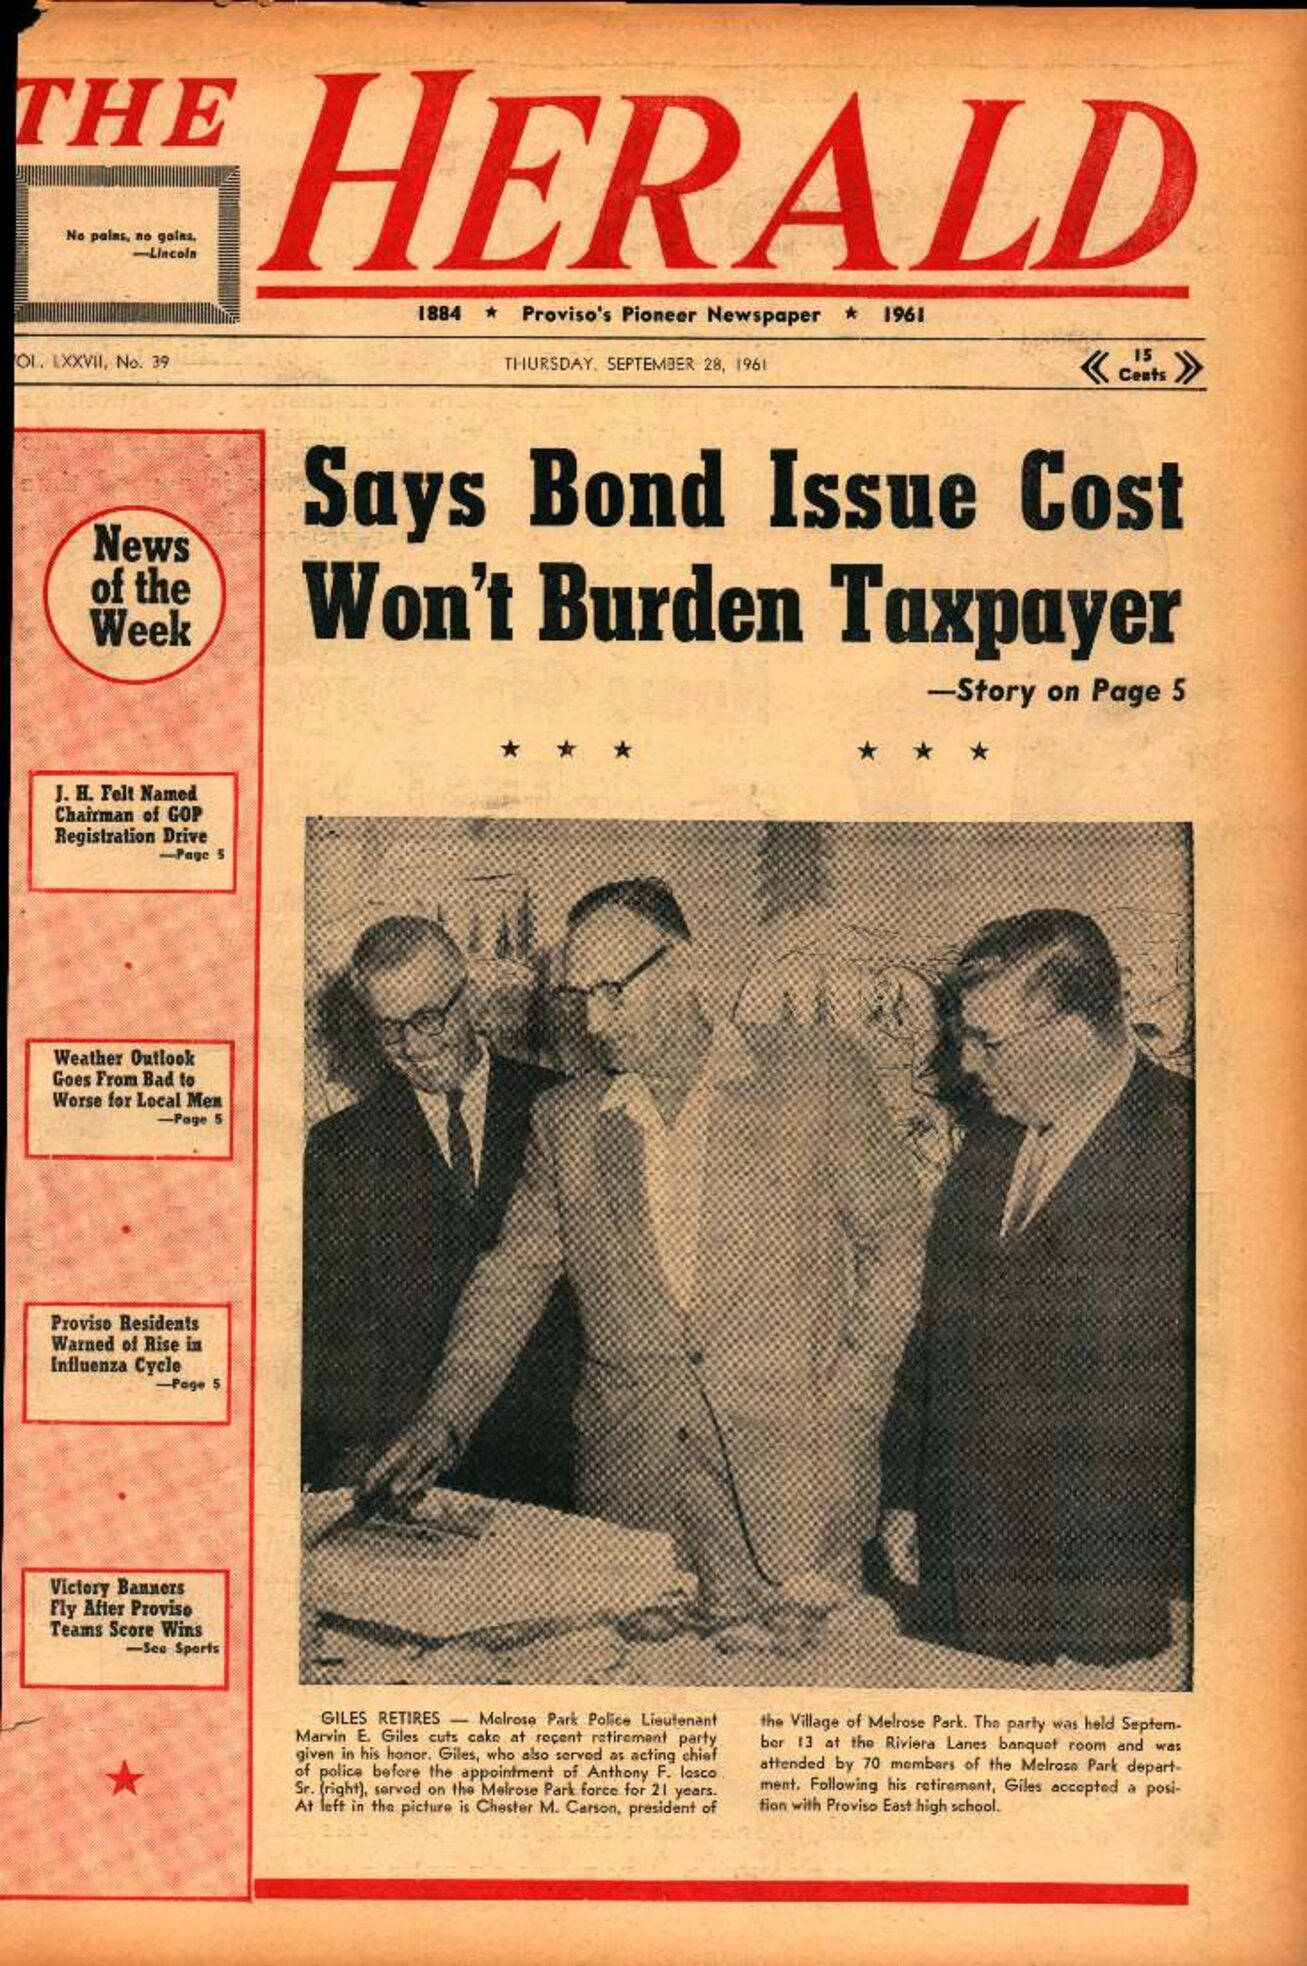 THE HERALD
No pains, no gains.
—Lincoln
1884 ★ Proviso's Pioneer Newspaper ★ 1961
OL. LXXVII, No. 39
THURSDAY, SEPTEMBER 28, 1961
15
Cents
News
of the
Week
J. H. Felt Named
Chairman of GOP
Registration Drive
—Page 5
Weather Outlook
Goes From Bad to
Worse for Local Men
—Page 5
Proviso Residents
Warned of Rise in
Influenza Cycle
—Page 5
Victory Banners
Fly After Proviso
Teams Score Wins
—See Sports
Says Bond Issue Cost
Won't Burden Taxpayer
—Story on Page 5
GILES RETIRES — Melrose Park Police Lieutenant
Marvin E. Giles cuts cake at recent retirement party
given in his honor. Giles, who also served as acting chief
of police before the appointment of Anthony F. Iosco
Sr. (right), served on the Melrose Park force for 21 years.
At left in the picture is Chester M. Carson, president of
the Village of Melrose Park. The party was held Septem-
ber 13 at the Riviera Lanes banquet room and was
attended by 70 members of the Melrose Park depart-
ment. Following his retirement, Giles accepted a posi-
tion with Proviso East high school.